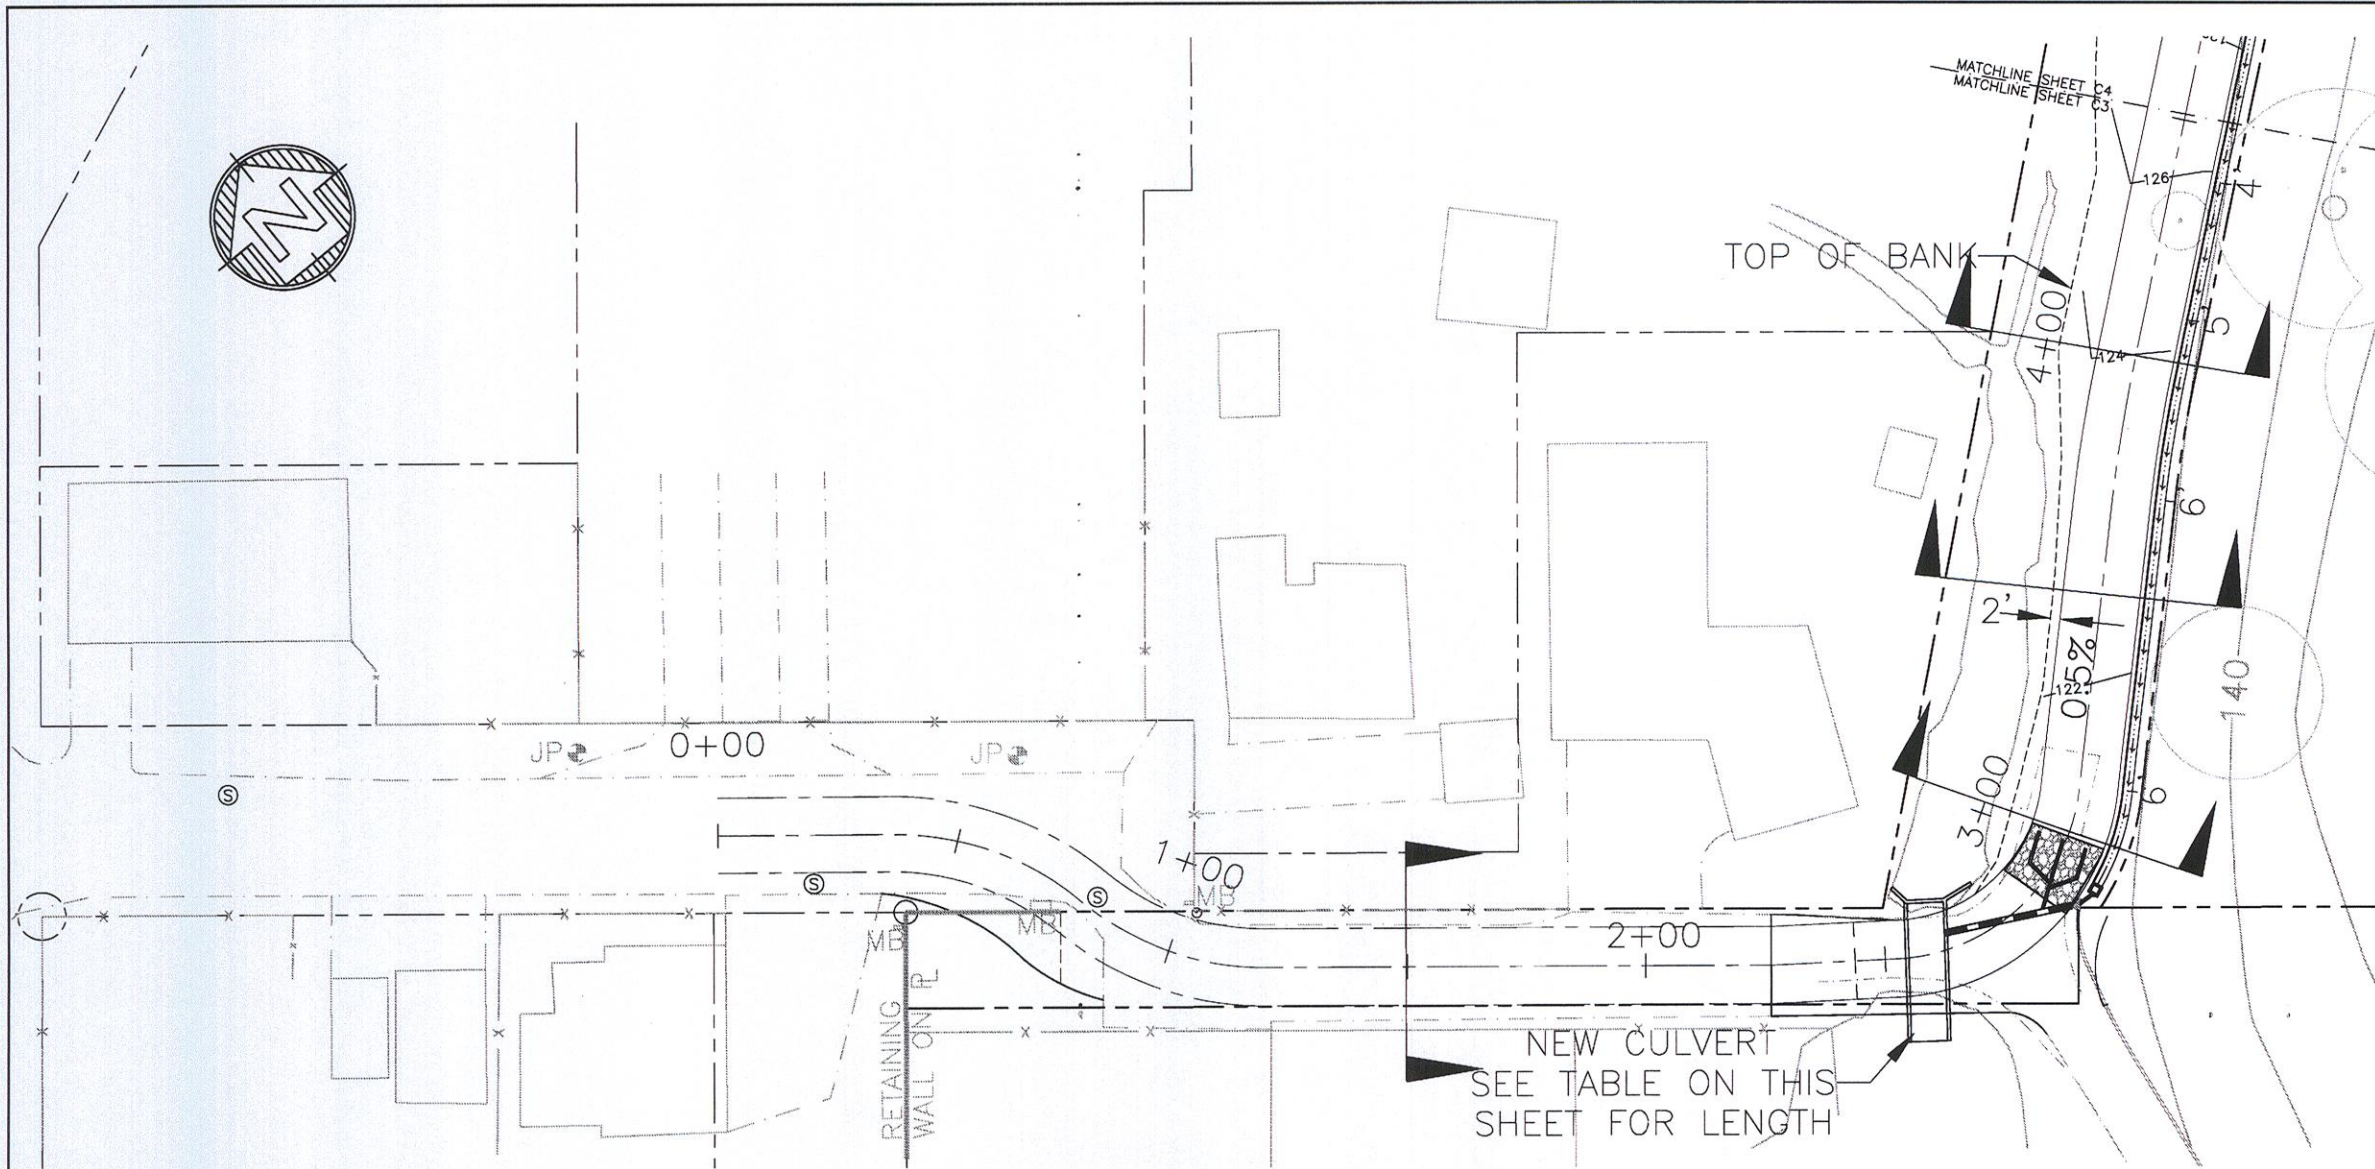 MATCHLINE SHEET C4
MATCHLINE SHEET C3
126
4'
N
TOP OF BANK
4+00
5'
124
6'
2'
0.5%
122
140
JP
0+00
JP
S
3+00
6'
1+00
S
S
MB
MB
MB
2+00
RETAINING
WALL ON PL
NEW CULVERT
SEE TABLE ON THIS
SHEET FOR LENGTH